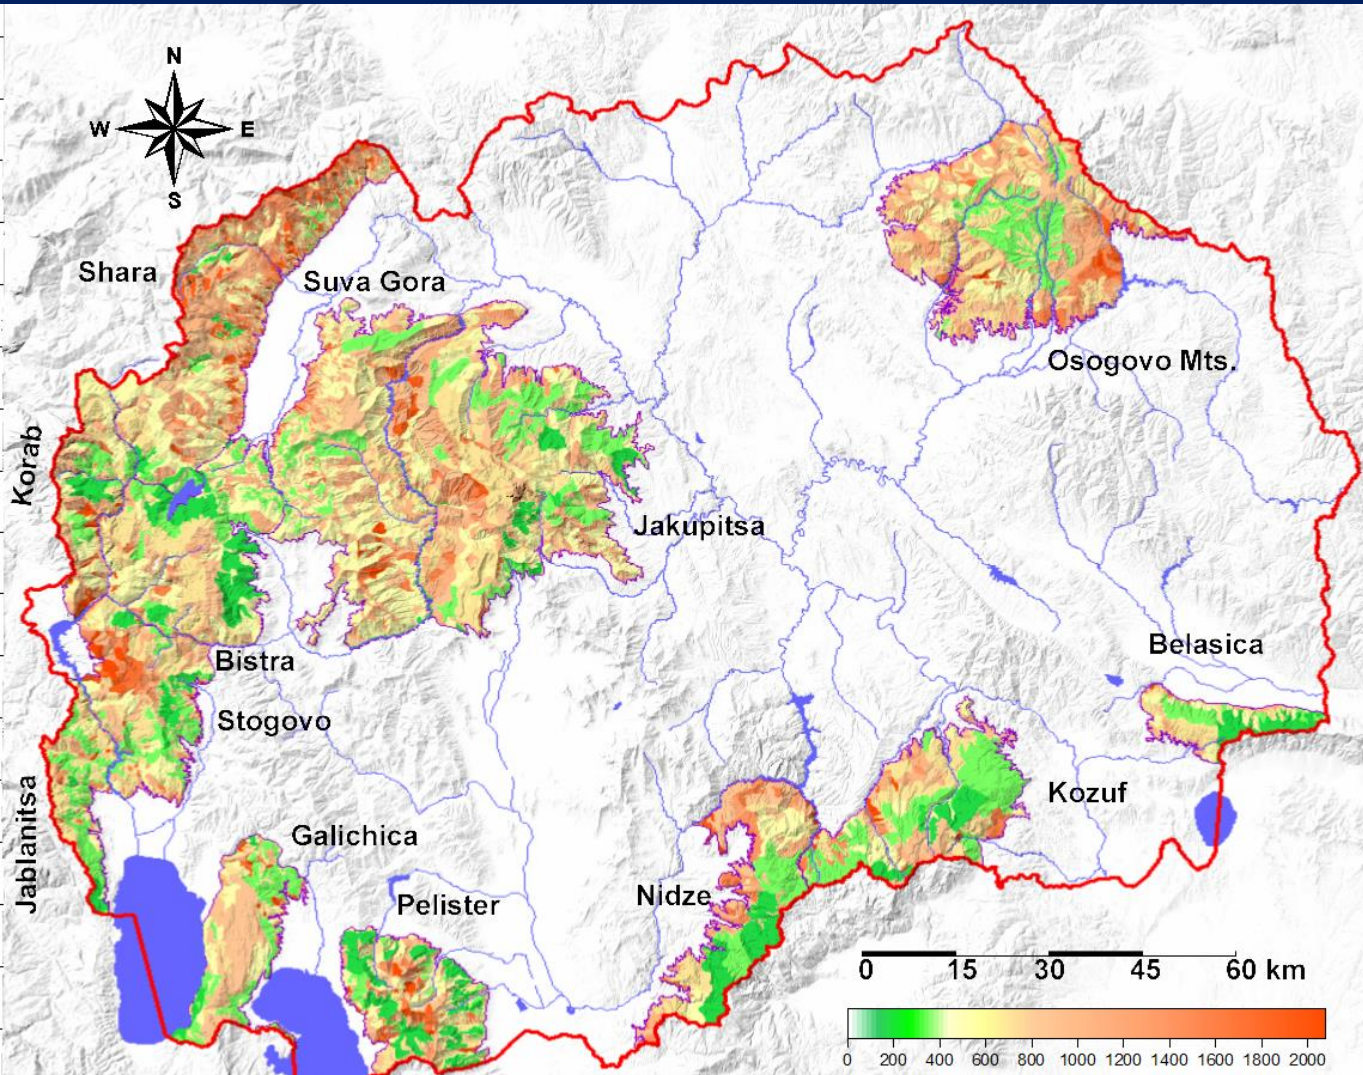 N
W E
S
Shara
Suva Gora
Osogovo Mts.
Korab
Jakupitsa
Belasica
Bistra
Stogovo
Jablanitsa
Kozuf
Galichica
Nidze
Pelister
0 15 30 45 60 km
0 200 400 600 800 1000 1200 1400 1600 1800 2000